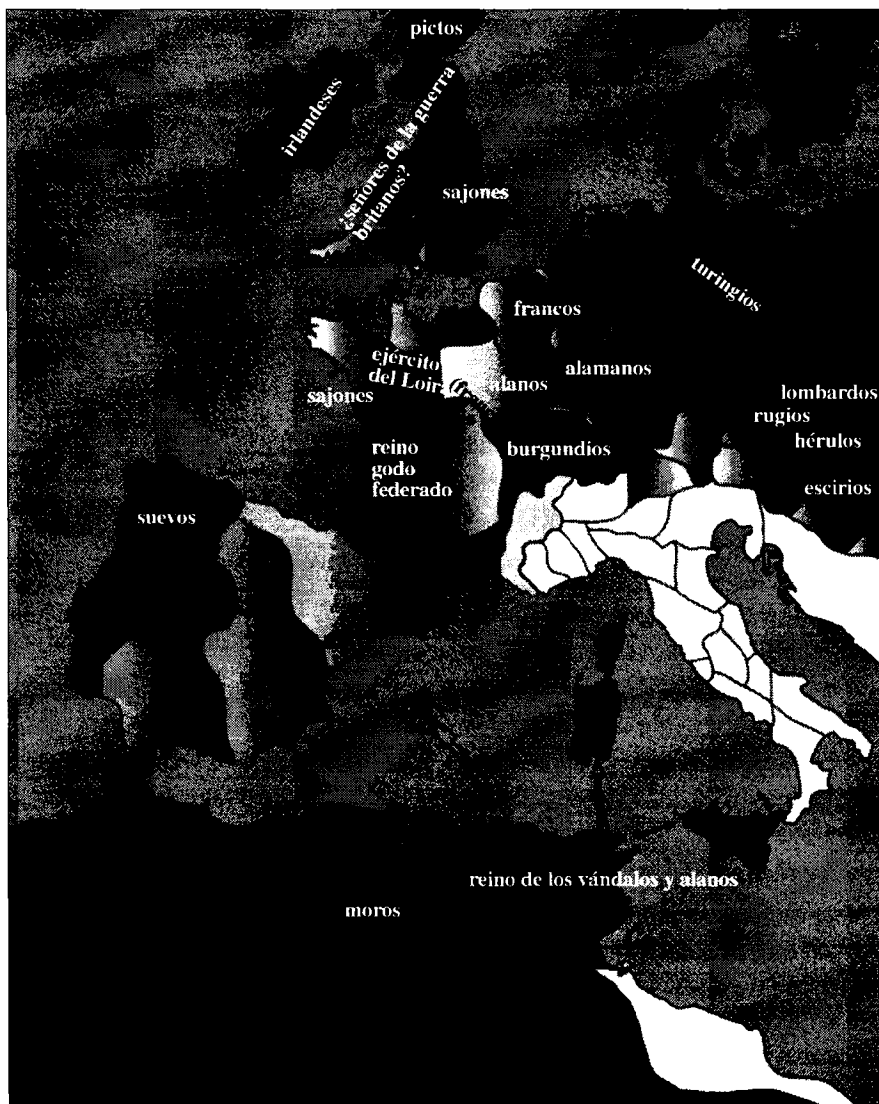 pictos
irlandeses
¿señores de la guerra
britanos?
sajones
turingios
francos
ejército
del Loira
alanos
alamanos
sajones
lombardos
rugios
reino
godo
federado
burgundios
hérulos
escirios
suevos
reino de los vándalos y alanos
moros